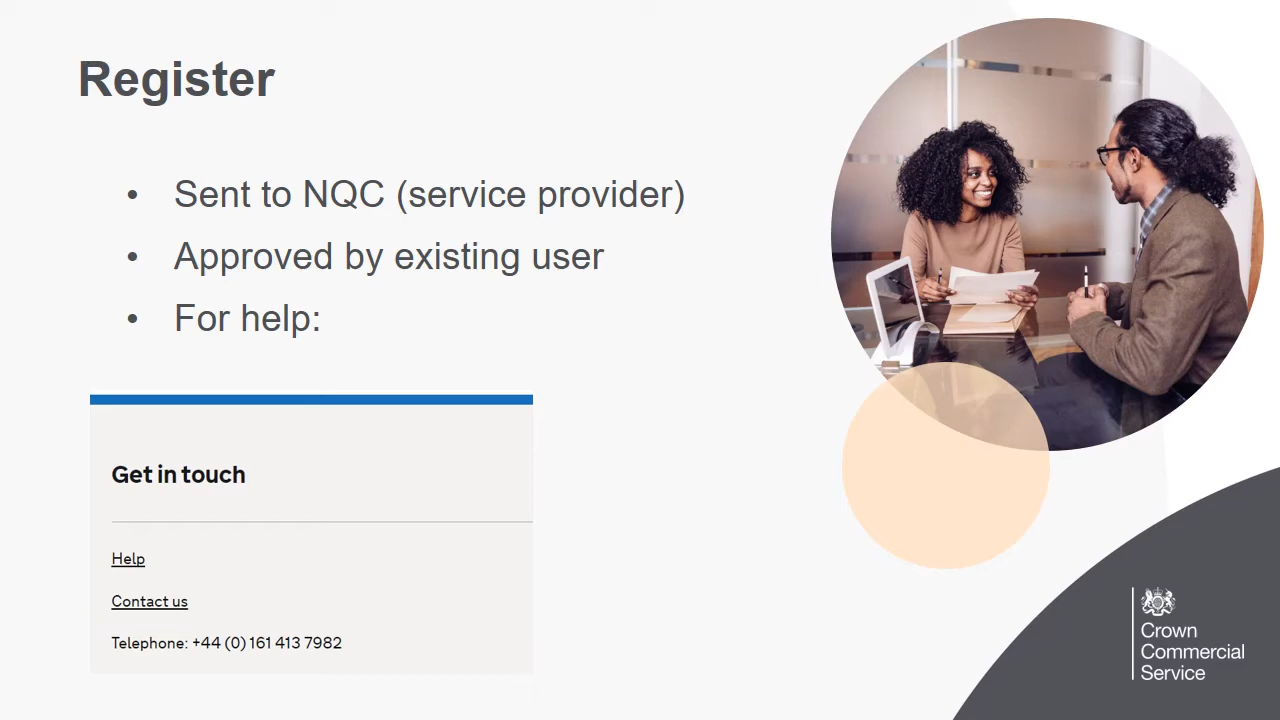 Register
• Sent to NQC (service provider)
• Approved by existing user
• For help:
Get in touch
Help
Contact us
Telephone: +44 (0) 161 413 7982
Crown
Commercial
Service